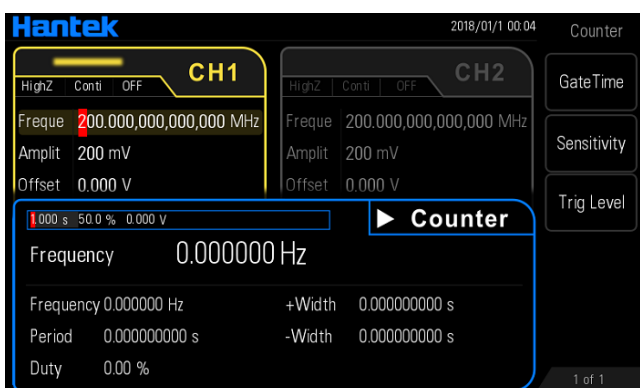 Hantek 2018/01/1 00:04 Counter
CH1 CH2
HighZ Conti OFF HighZ Conti OFF GateTime
Freque 200.000,000,000,000 MHz Freque 200.000,000,000,000 MHz
Amplit 200 mV Amplit 200 mV Sensitivity
Offset 0.000 V Offset 0.000 V
Trig Level
1.000 s 50.0 % 0.000 V Counter
Frequency 0.000000 Hz
Frequency 0.000000 Hz +Width 0.000000000 s
Period 0.000000000 s -Width 0.000000000 s
Duty 0.00 %
1 of 1